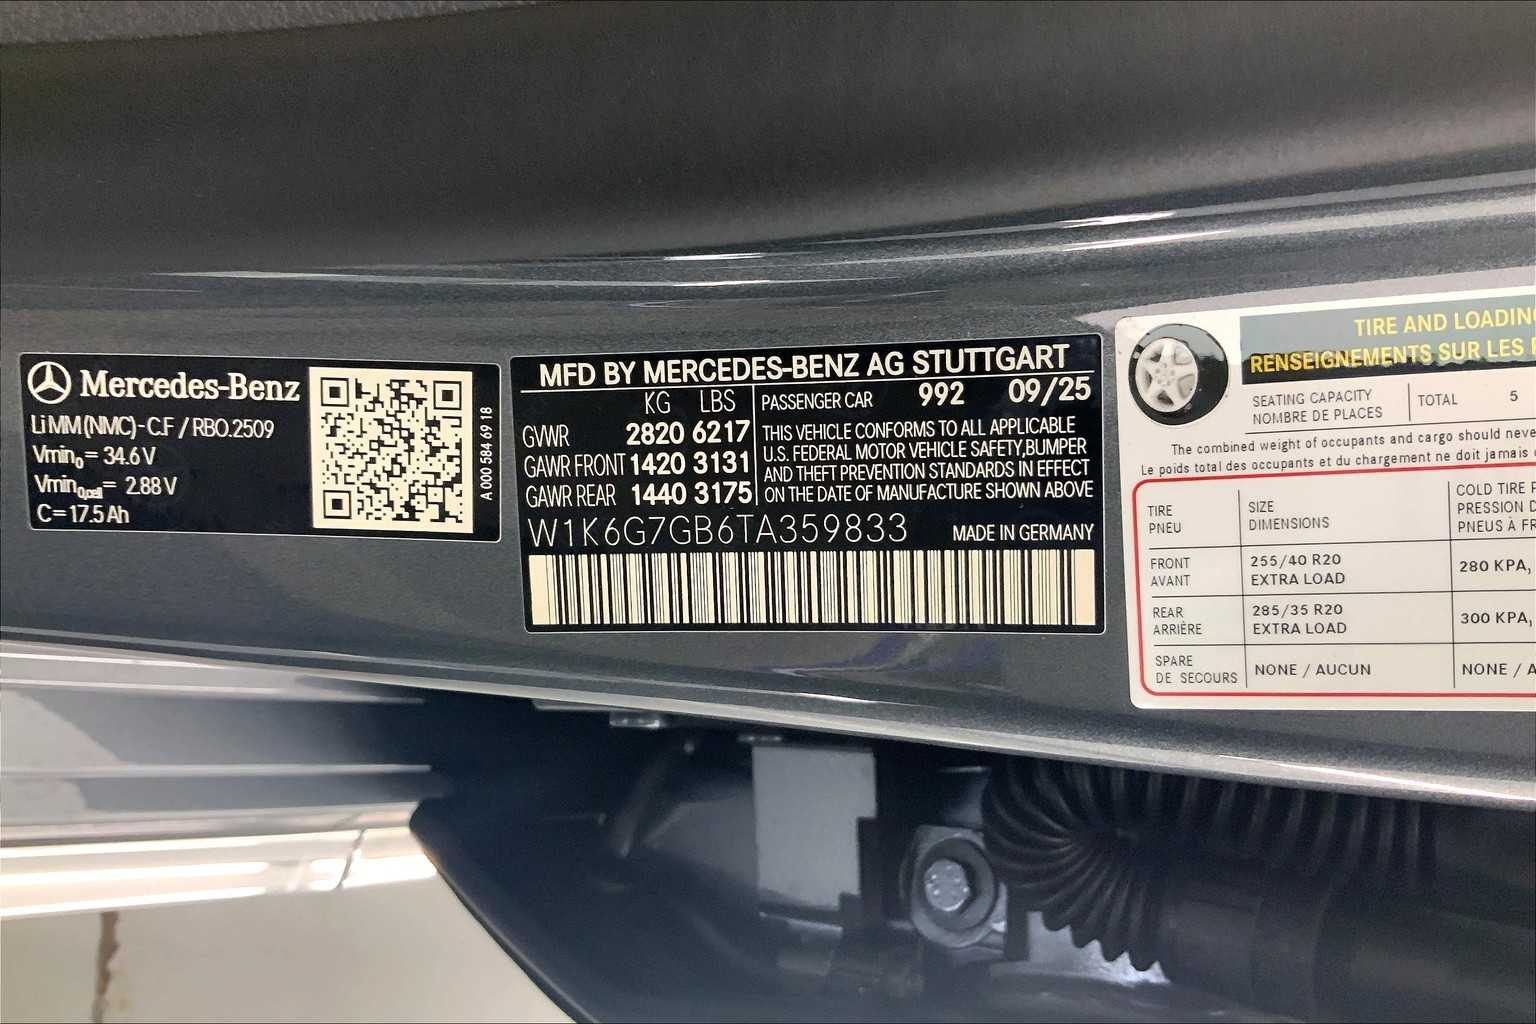 Mercedes-Benz
Li MM (NMC) - C.F / RBO.2509
Vmin0 = 34.6 V
Vmin0,cell = 2.88 V
C = 17.5 Ah
A 000 584 69 18
MFD BY MERCEDES-BENZ AG STUTTGART
KG LBS
GVWR 2820 6217
GAWR FRONT 1420 3131
GAWR REAR 1440 3175
PASSENGER CAR 992 09/25
THIS VEHICLE CONFORMS TO ALL APPLICABLE
U.S. FEDERAL MOTOR VEHICLE SAFETY,BUMPER
AND THEFT PREVENTION STANDARDS IN EFFECT
ON THE DATE OF MANUFACTURE SHOWN ABOVE
W1K6G7GB6TA359833 MADE IN GERMANY
TIRE AND LOADING
RENSEIGNEMENTS SUR LES
SEATING CAPACITY
NOMBRE DE PLACES
TOTAL 5
The combined weight of occupants and cargo should neve
Le poids total des occupants et du chargement ne doit jamais
TIRE
PNEU
SIZE
DIMENSIONS
COLD TIRE P
PRESSION D
PNEUS À FR
FRONT
AVANT
255/40 R20
EXTRA LOAD
280 KPA,
REAR
ARRIÈRE
285/35 R20
EXTRA LOAD
300 KPA,
SPARE
DE SECOURS
NONE / AUCUN
NONE / A